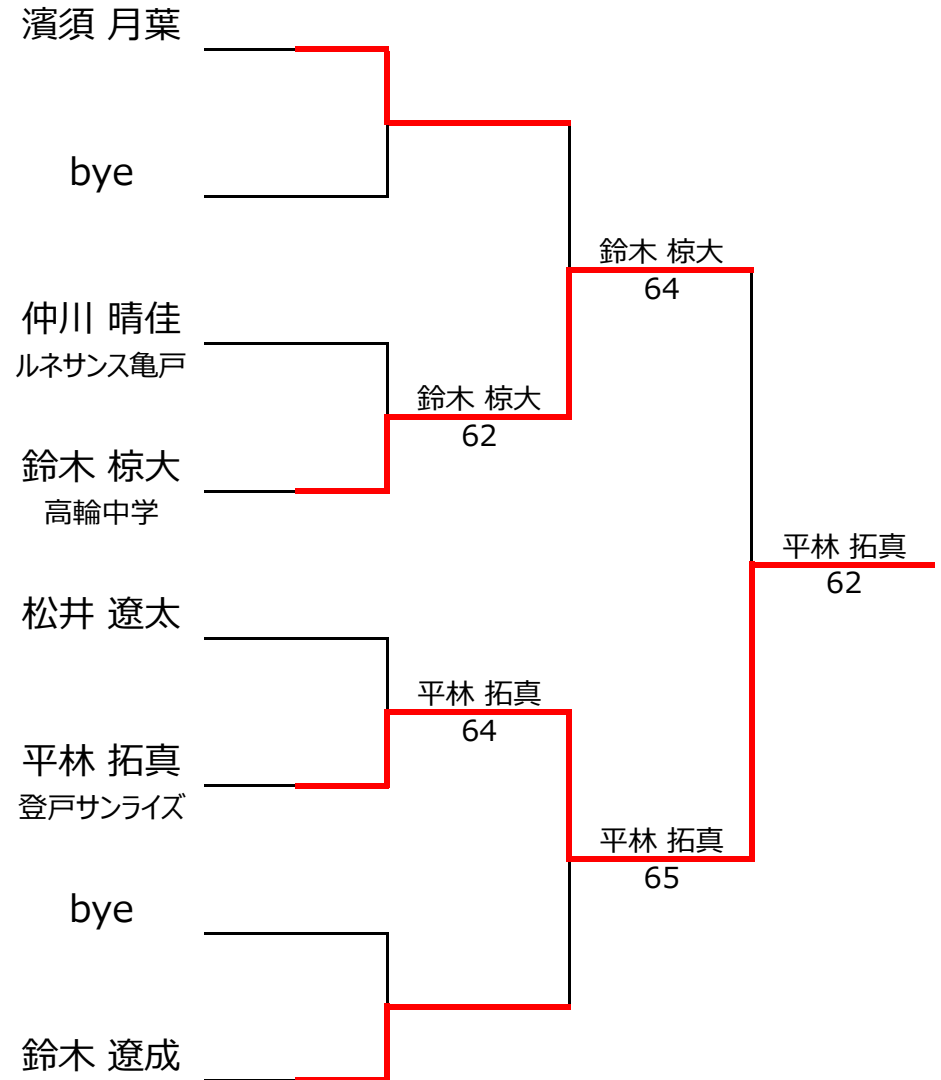 濱須 月葉
bye
仲川 晴佳
ルネサンス亀戸
鈴木 椋大
高輪中学
松井 遼太
平林 拓真
登戸サンライズ
bye
鈴木 遼成
鈴木 椋大
62
平林 拓真
64
鈴木 椋大
64
平林 拓真
65
平林 拓真
62